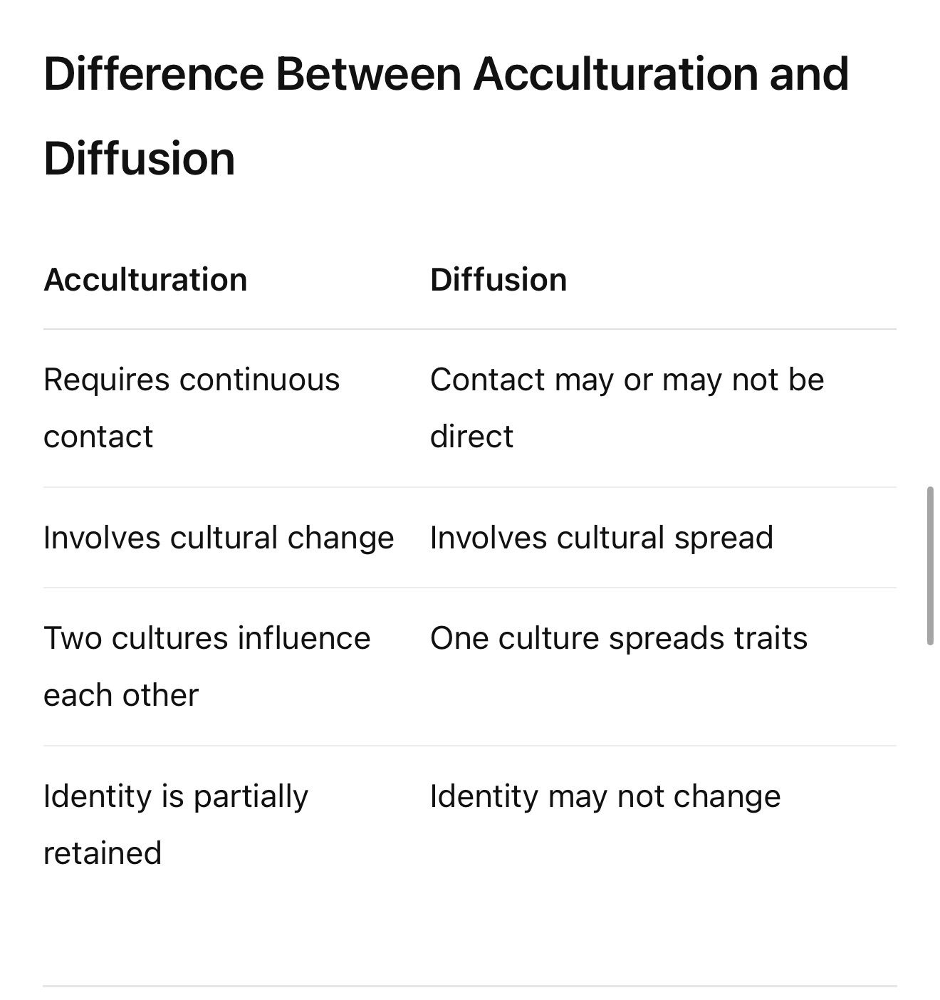 Difference Between Acculturation and
Diffusion
Acculturation Diffusion
Requires continuous Contact may or may not be
contact direct
Involves cultural change Involves cultural spread
Two cultures influence One culture spreads traits
each other
Identity is partially Identity may not change
retained